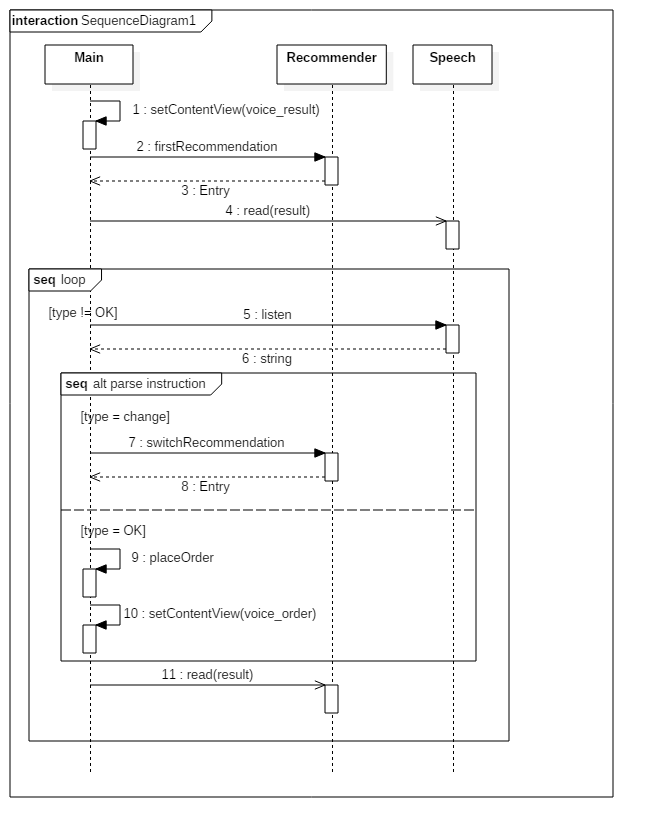 interaction SequenceDiagram1
Main
Recommender
Speech
1 : setContentView(voice_result)
2 : firstRecommendation
3 : Entry
4 : read(result)
seq loop
[type != OK]
5 : listen
6 : string
seq alt parse instruction
[type = change]
7 : switchRecommendation
8 : Entry
[type = OK]
9 : placeOrder
10 : setContentView(voice_order)
11 : read(result)